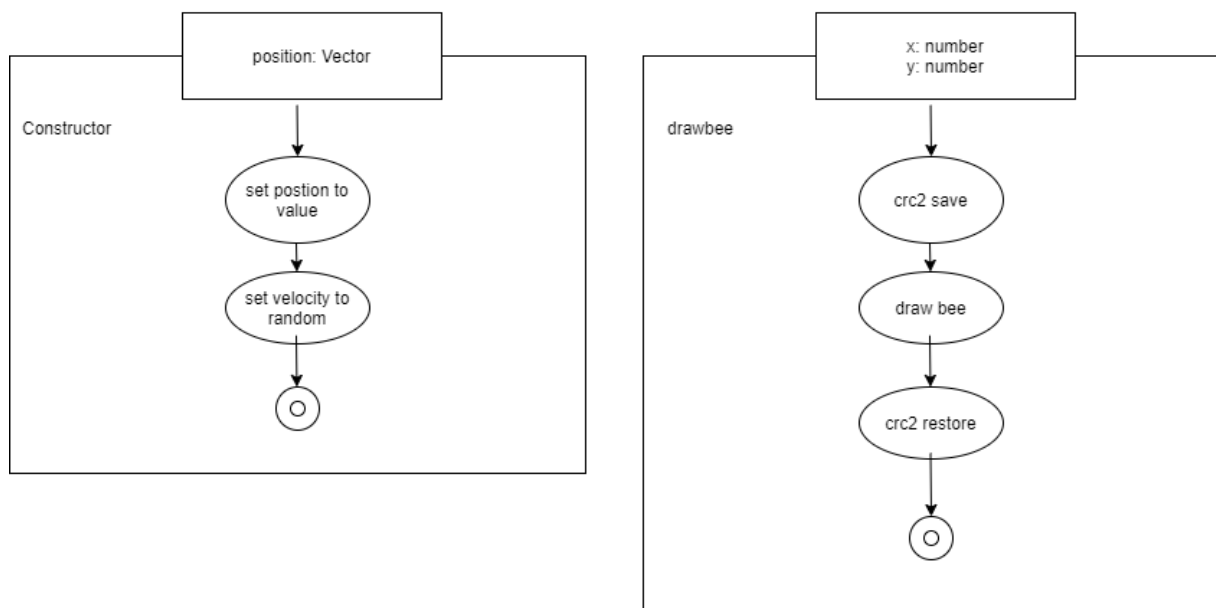 position: Vector
Constructor
set postion to
value
set velocity to
random
x: number
y: number
drawbee
crc2 save
draw bee
crc2 restore